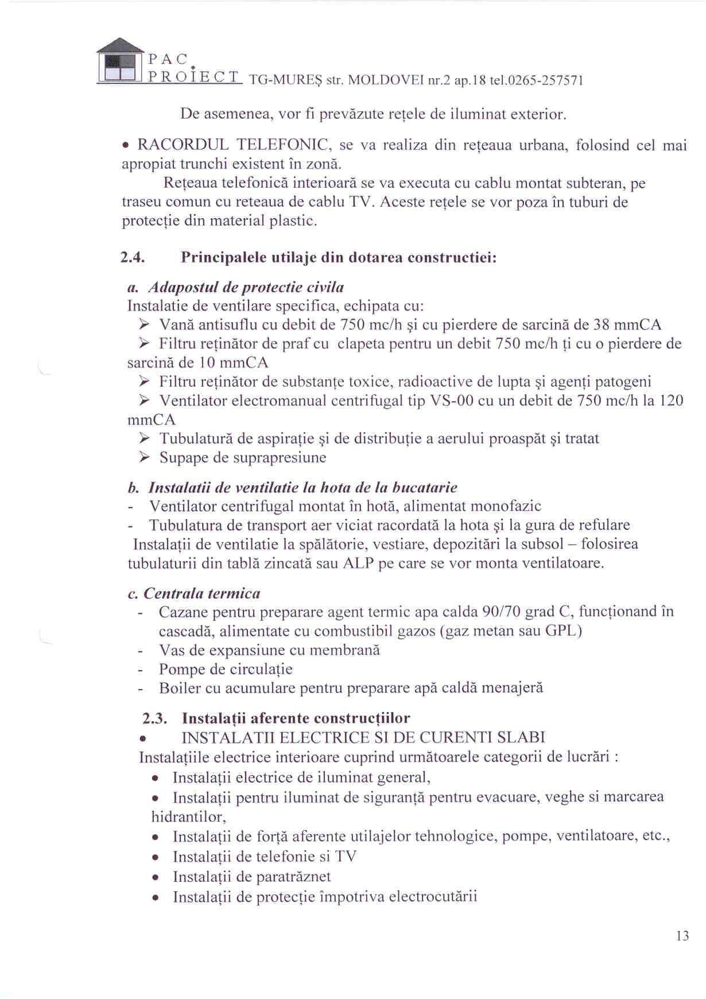 PAC
PROIECT TG-MUREŞ str. MOLDOVEI nr.2 ap.18 tel.0265-257571
De asemenea, vor fi prevăzute reţele de iluminat exterior.
• RACORDUL TELEFONIC, se va realiza din reţeaua urbana, folosind cel mai
apropiat trunchi existent în zonă.
Reţeaua telefonică interioară se va executa cu cablu montat subteran, pe
traseu comun cu reteaua de cablu TV. Aceste reţele se vor poza în tuburi de
protecţie din material plastic.
2.4. Principalele utilaje din dotarea constructiei:
a. Adapostul de protectie civila
Instalatie de ventilare specifica, echipata cu:
➢ Vană antisuflu cu debit de 750 mc/h şi cu pierdere de sarcină de 38 mmCA
➢ Filtru reţinător de praf cu clapeta pentru un debit 750 mc/h ţi cu o pierdere de
sarcină de 10 mmCA
➢ Filtru reţinător de substanţe toxice, radioactive de lupta şi agenţi patogeni
➢ Ventilator electromanual centrifugal tip VS-00 cu un debit de 750 mc/h la 120
mmCA
➢ Tubulatură de aspiraţie şi de distribuţie a aerului proaspăt şi tratat
➢ Supape de suprapresiune
b. Instalatii de ventilatie la hota de la bucatarie
- Ventilator centrifugal montat în hotă, alimentat monofazic
- Tubulatura de transport aer viciat racordată la hota şi la gura de refulare
Instalaţii de ventilatie la spălătorie, vestiare, depozitări la subsol – folosirea
tubulaturii din tablă zincată sau ALP pe care se vor monta ventilatoare.
c. Centrala termica
- Cazane pentru preparare agent termic apa calda 90/70 grad C, funcţionand în
cascadă, alimentate cu combustibil gazos (gaz metan sau GPL)
- Vas de expansiune cu membrană
- Pompe de circulaţie
- Boiler cu acumulare pentru preparare apă caldă menajeră
2.3. Instalaţii aferente construcţiilor
• INSTALATII ELECTRICE SI DE CURENTI SLABI
Instalaţiile electrice interioare cuprind următoarele categorii de lucrări :
• Instalaţii electrice de iluminat general,
• Instalaţii pentru iluminat de siguranţă pentru evacuare, veghe si marcarea
hidrantilor,
• Instalaţii de forţă aferente utilajelor tehnologice, pompe, ventilatoare, etc.,
• Instalaţii de telefonie si TV
• Instalaţii de paratrăznet
• Instalaţii de protecţie împotriva electrocutării
13